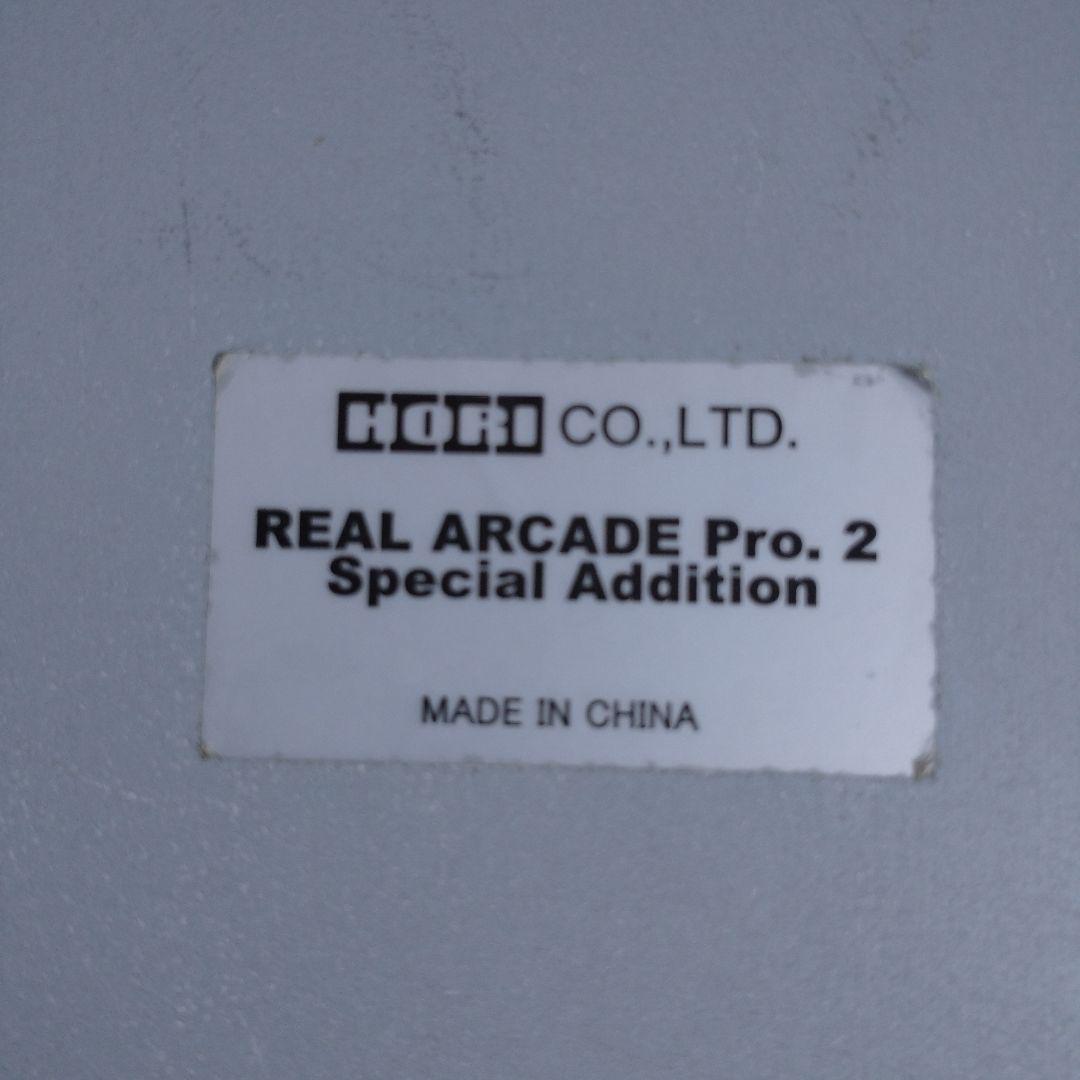 HORI CO.,LTD.
REAL ARCADE Pro. 2
Special Addition
MADE IN CHINA